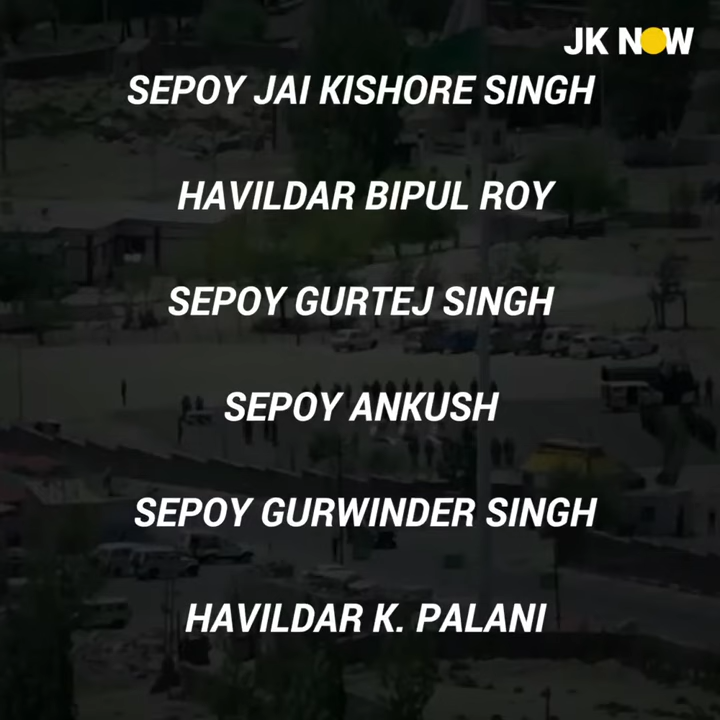 JK NOW
SEPOY JAI KISHORE SINGH
HAVILDAR BIPUL ROY
SEPOY GURTEJ SINGH
SEPOY ANKUSH
SEPOY GURWINDER SINGH
HAVILDAR K. PALANI